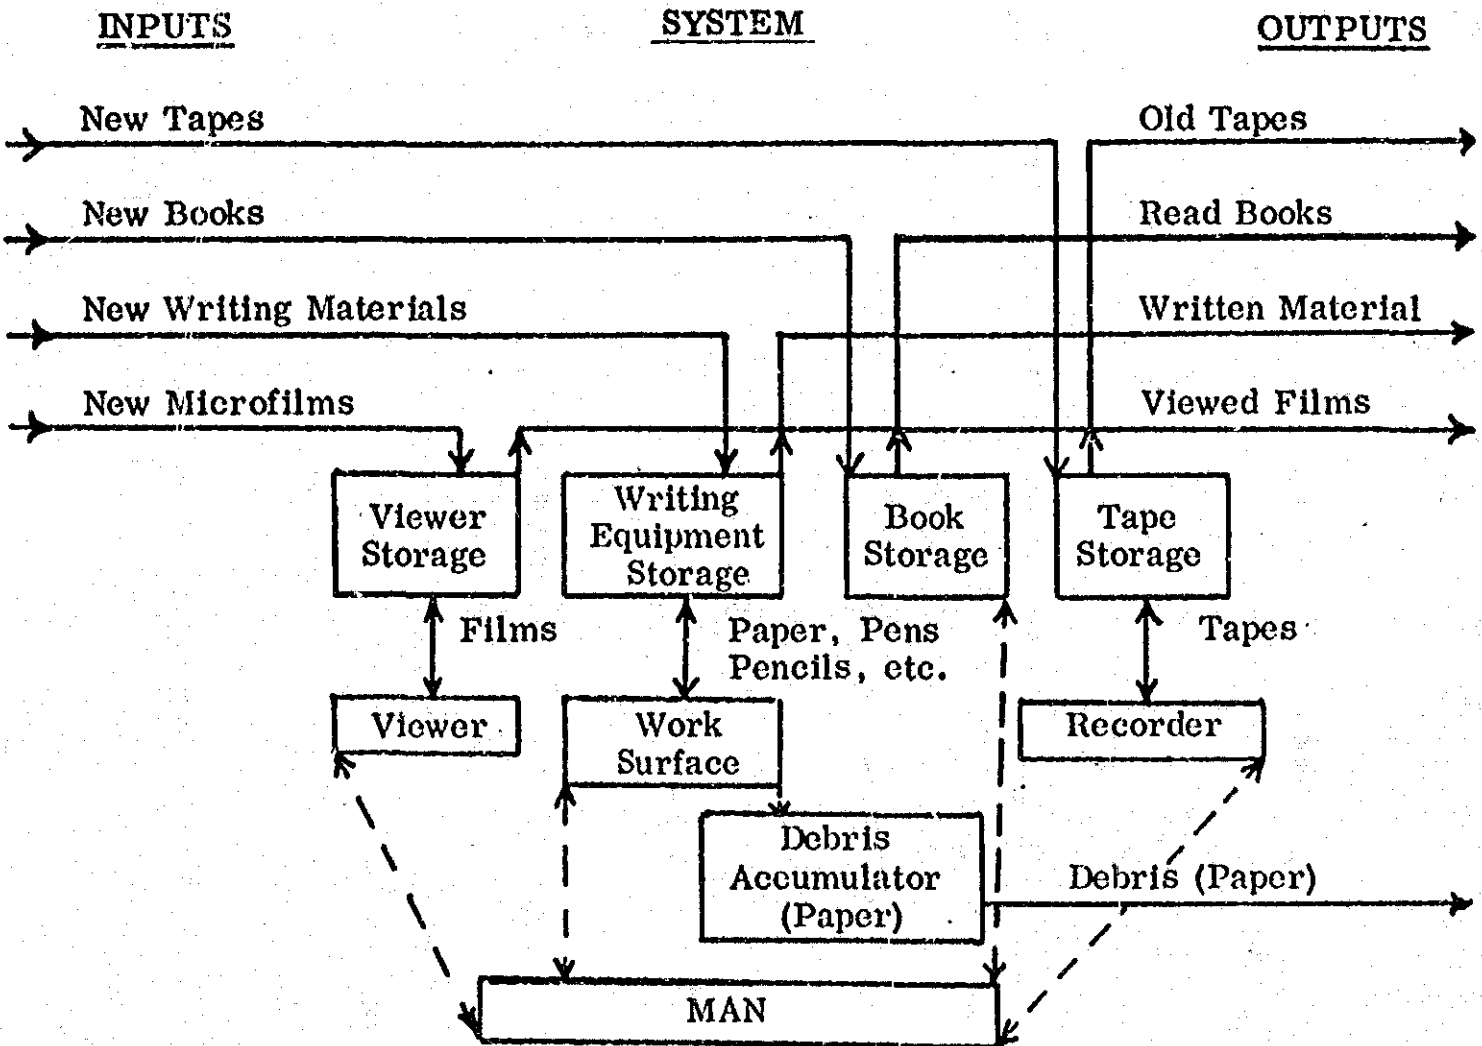 INPUTS
SYSTEM
OUTPUTS
New Tapes
Old Tapes
New Books
Read Books
New Writing Materials
Written Material
New Microfilms
Viewed Films
Viewer
Storage
Writing
Equipment
Storage
Book
Storage
Tape
Storage
Films
Paper, Pens
Pencils, etc.
Tapes
Viewer
Work
Surface
Recorder
Debris
Accumulator
(Paper)
Debris (Paper)
MAN